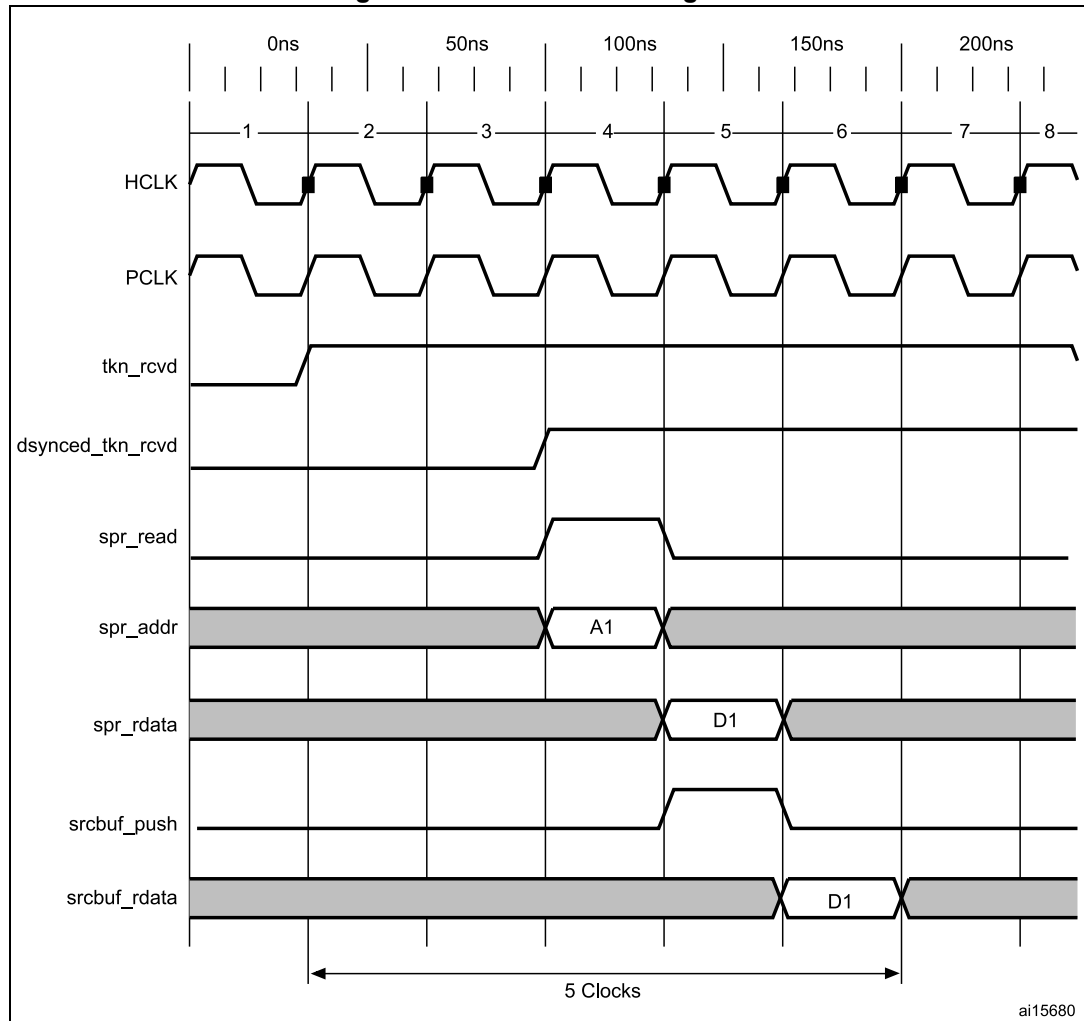 0ns 50ns 100ns 150ns 200ns
1 2 3 4 5 6 7 8
HCLK
PCLK
tkn_rcvd
dsynced_tkn_rcvd
spr_read
spr_addr A1
spr_rdata D1
srcbuf_push
srcbuf_rdata D1
5 Clocks
ai15680